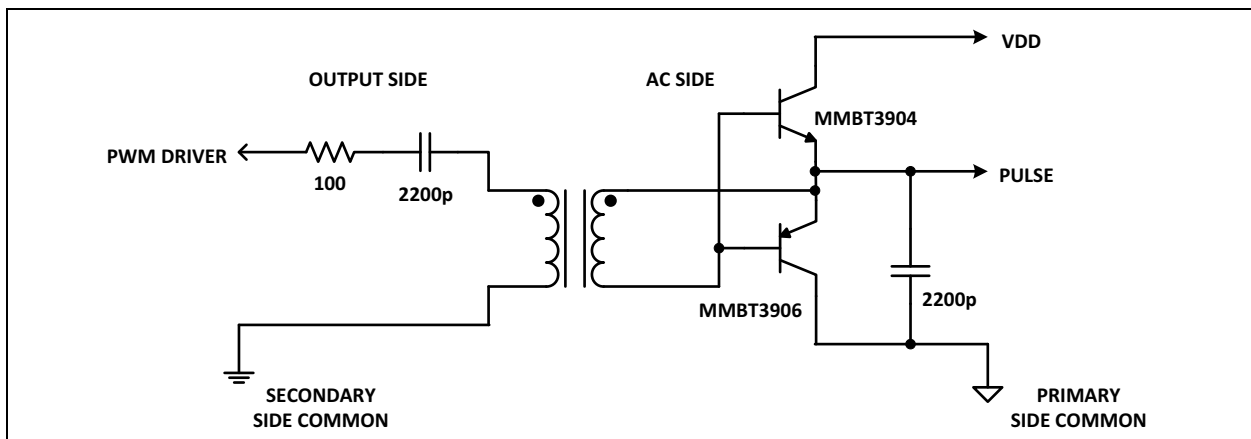 VDD
OUTPUT SIDE
AC SIDE
MMBT3904
PWM DRIVER
100
2200p
PULSE
2200p
MMBT3906
SECONDARY
SIDE COMMON
PRIMARY
SIDE COMMON